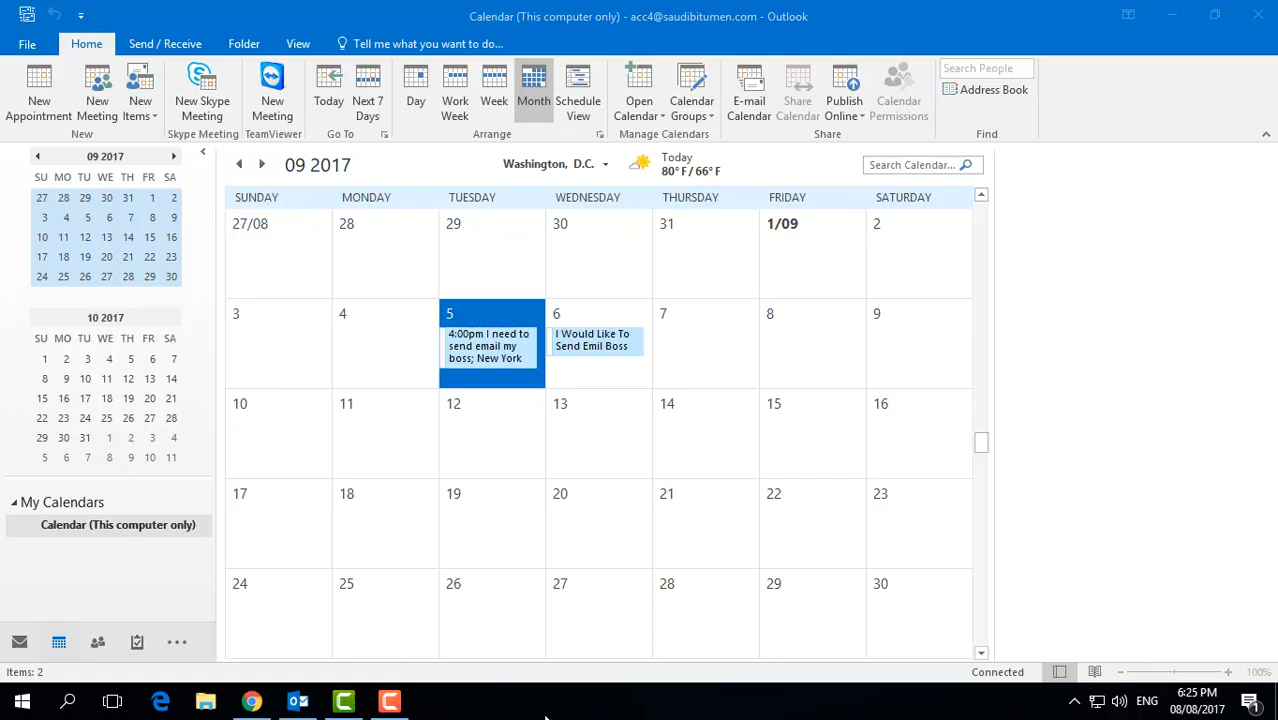 Calendar (This computer only) - acc4@saudibitumen.com - Outlook
File Home Send / Receive Folder View Tell me what you want to do...
New Appointment
New Meeting
New Items
New Skype Meeting
New Meeting
Today
Next 7 Days
Day
Work Week
Week
Month
Schedule View
Open Calendar
Calendar Groups
E-mail Calendar
Share Calendar
Publish Online
Calendar Permissions
Search People
Address Book
New Skype Meeting TeamViewer Go To Arrange Manage Calendars Share Find
09 2017
SU MO TU WE TH FR SA
27 28 29 30 31 1 2
3 4 5 6 7 8 9
10 11 12 13 14 15 16
17 18 19 20 21 22 23
24 25 26 27 28 29 30
10 2017
SU MO TU WE TH FR SA
1 2 3 4 5 6 7
8 9 10 11 12 13 14
15 16 17 18 19 20 21
22 23 24 25 26 27 28
29 30 31 1 2 3 4
5 6 7 8 9 10 11
My Calendars
Calendar (This computer only)
09 2017
Washington, D.C.
Today
80°F / 66°F
Search Calendar...
SUNDAY MONDAY TUESDAY WEDNESDAY THURSDAY FRIDAY SATURDAY
27/08 28 29 30 31 1/09 2
3 4 5 6 7 8 9
4:00pm I need to
send email my
boss; New York
I Would Like To
Send Emil Boss
10 11 12 13 14 15 16
17 18 19 20 21 22 23
24 25 26 27 28 29 30
Items: 2
Connected
100%
ENG
6:25 PM
08/08/2017
1